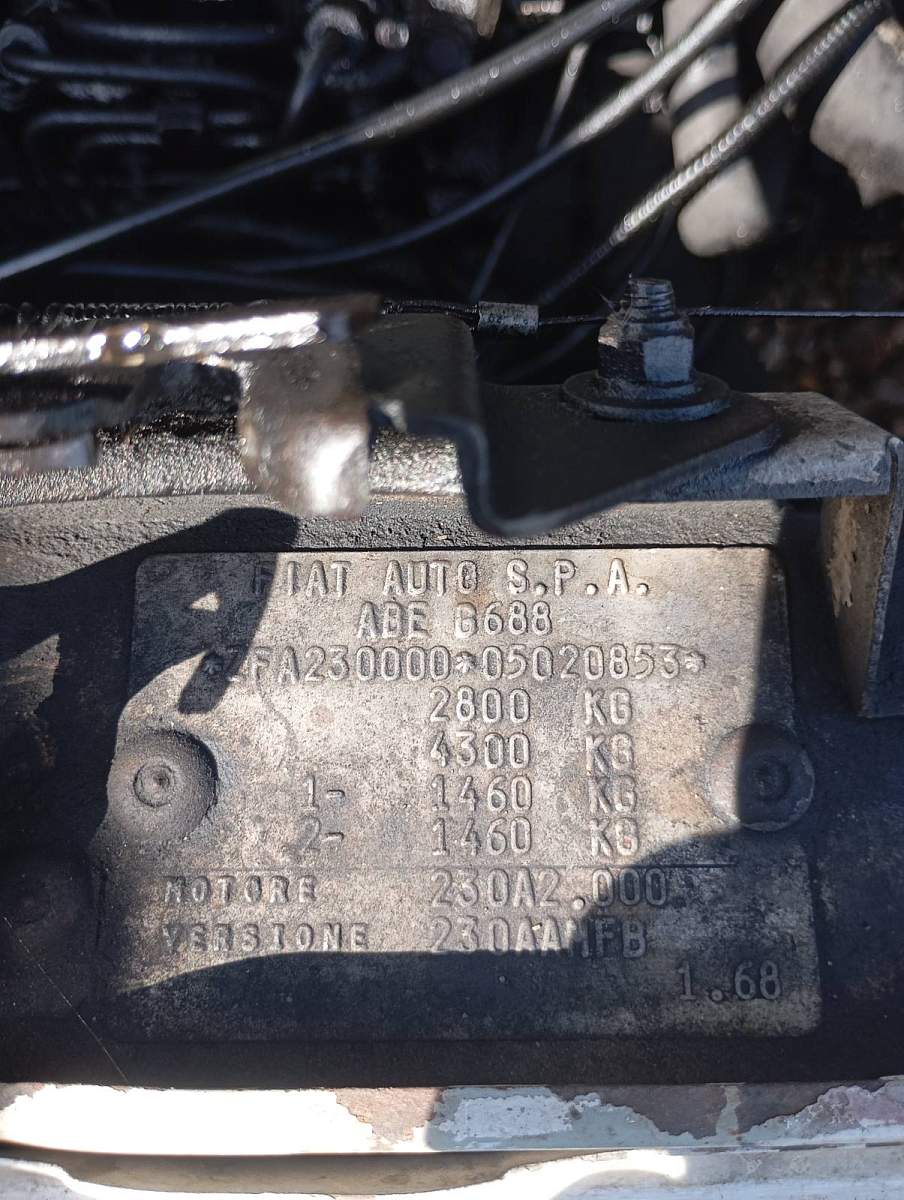 FIAT AUTO S.P.A.
ABE B688
*ZFA230000*05020853*
2800 KG
4300 KG
1- 1460 KG
2- 1460 KG
MOTORE 230A2.000
VERSIONE 230AAMFB
1.68